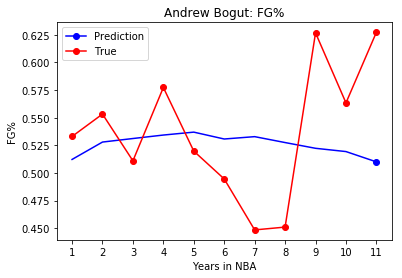 Andrew Bogut: FG%
Prediction
True
FG%
0.625
0.600
0.575
0.550
0.525
0.500
0.475
0.450
1 2 3 4 5 6 7 8 9 10 11
Years in NBA